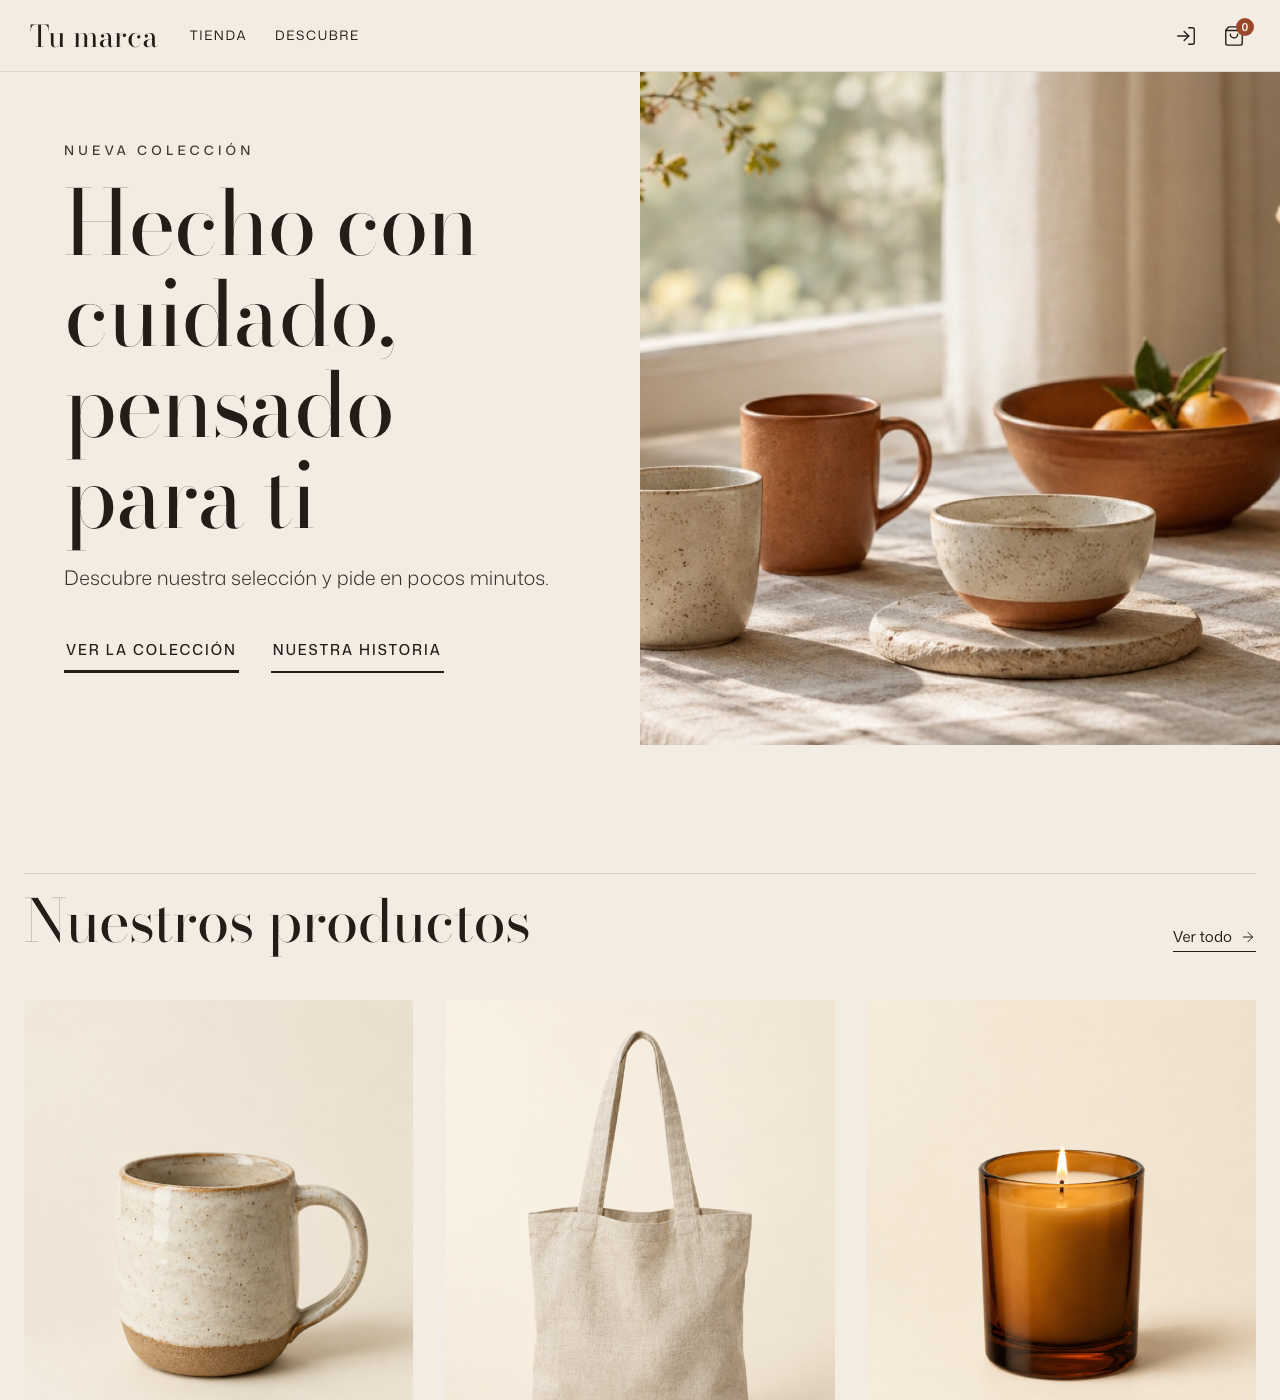 Tu marca
TIENDA
DESCUBRE
0
NUEVA COLECCIÓN
Hecho con
cuidado,
pensado
para ti
Descubre nuestra selección y pide en pocos minutos.
VER LA COLECCIÓN
NUESTRA HISTORIA
Nuestros productos
Ver todo